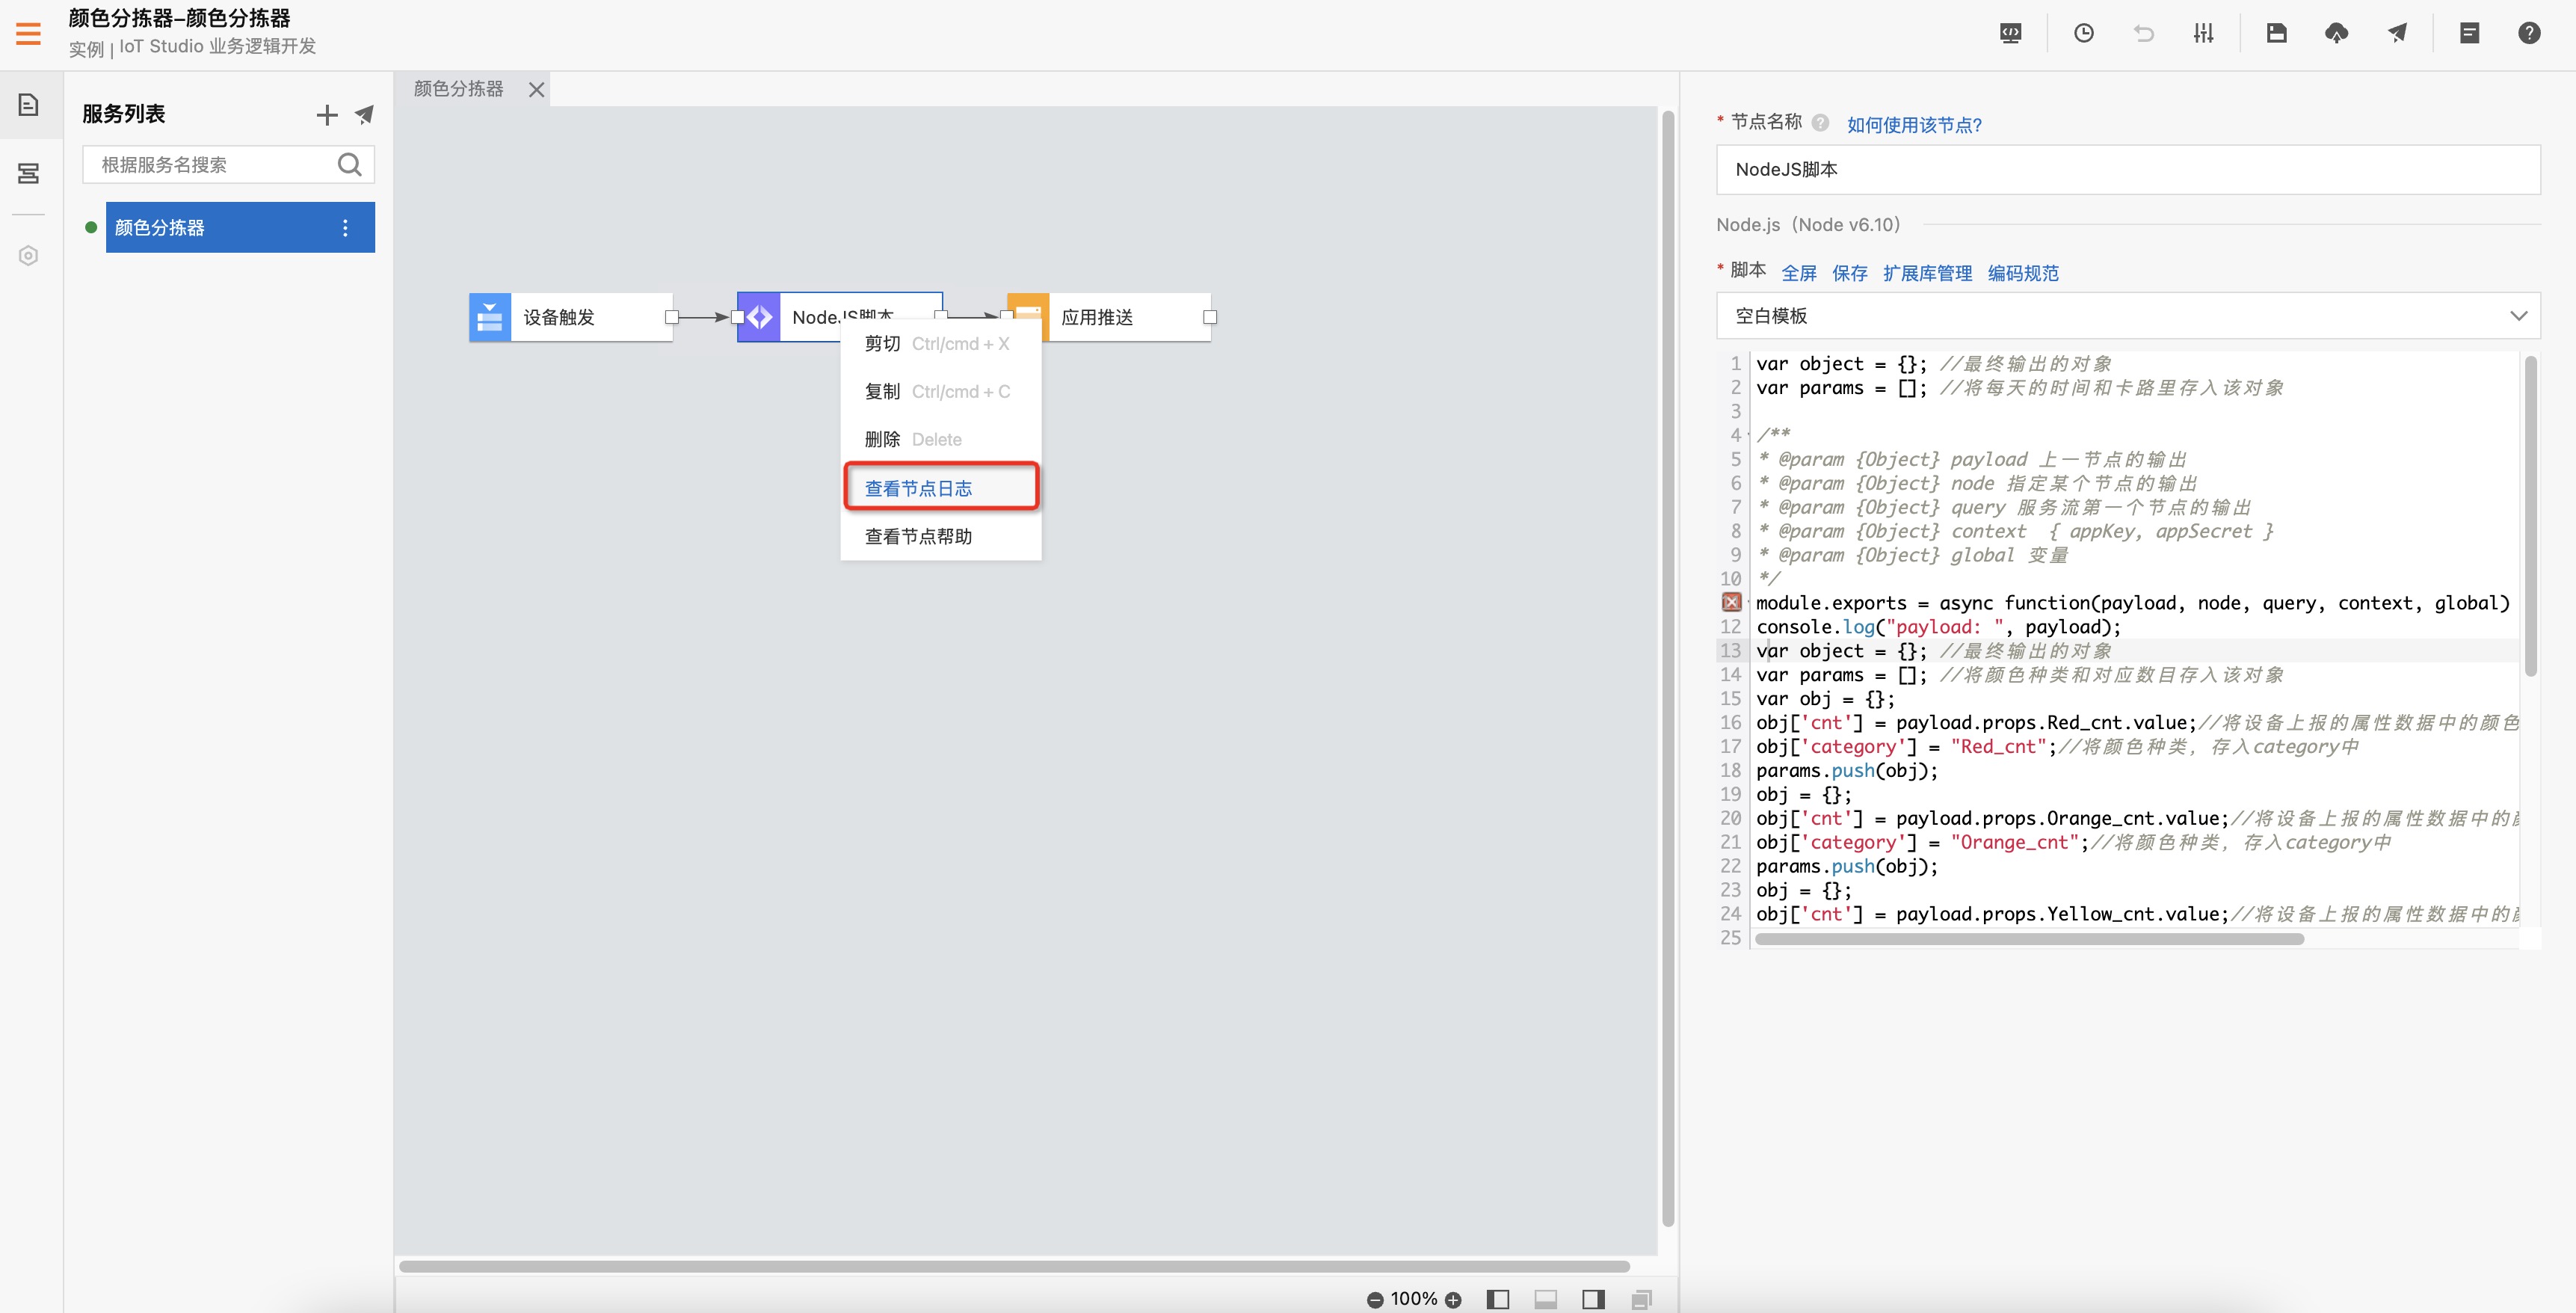 颜色分拣器–颜色分拣器
实例 | IoT Studio 业务逻辑开发
服务列表
根据服务名搜索
颜色分拣器
颜色分拣器
设备触发
NodeJS脚本
应用推送
剪切 Ctrl/cmd + X
复制 Ctrl/cmd + C
删除 Delete
查看节点日志
查看节点帮助
100%
* 节点名称 ? 如何使用该节点?
NodeJS脚本
Node.js（Node v6.10）
* 脚本 全屏 保存 扩展库管理 编码规范
空白模板
1 var object = {}; //最终输出的对象
2 var params = []; //将每天的时间和卡路里存入该对象
3
4 /**
5 * @param {Object} payload 上一节点的输出
6 * @param {Object} node 指定某个节点的输出
7 * @param {Object} query 服务流第一个节点的输出
8 * @param {Object} context { appKey, appSecret }
9 * @param {Object} global 变量
10 */
module.exports = async function(payload, node, query, context, global)
12 console.log("payload: ", payload);
13 var object = {}; //最终输出的对象
14 var params = []; //将颜色种类和对应数目存入该对象
15 var obj = {};
16 obj['cnt'] = payload.props.Red_cnt.value;//将设备上报的属性数据中的颜色
17 obj['category'] = "Red_cnt";//将颜色种类, 存入category中
18 params.push(obj);
19 obj = {};
20 obj['cnt'] = payload.props.Orange_cnt.value;//将设备上报的属性数据中的
21 obj['category'] = "Orange_cnt";//将颜色种类, 存入category中
22 params.push(obj);
23 obj = {};
24 obj['cnt'] = payload.props.Yellow_cnt.value;//将设备上报的属性数据中的
25